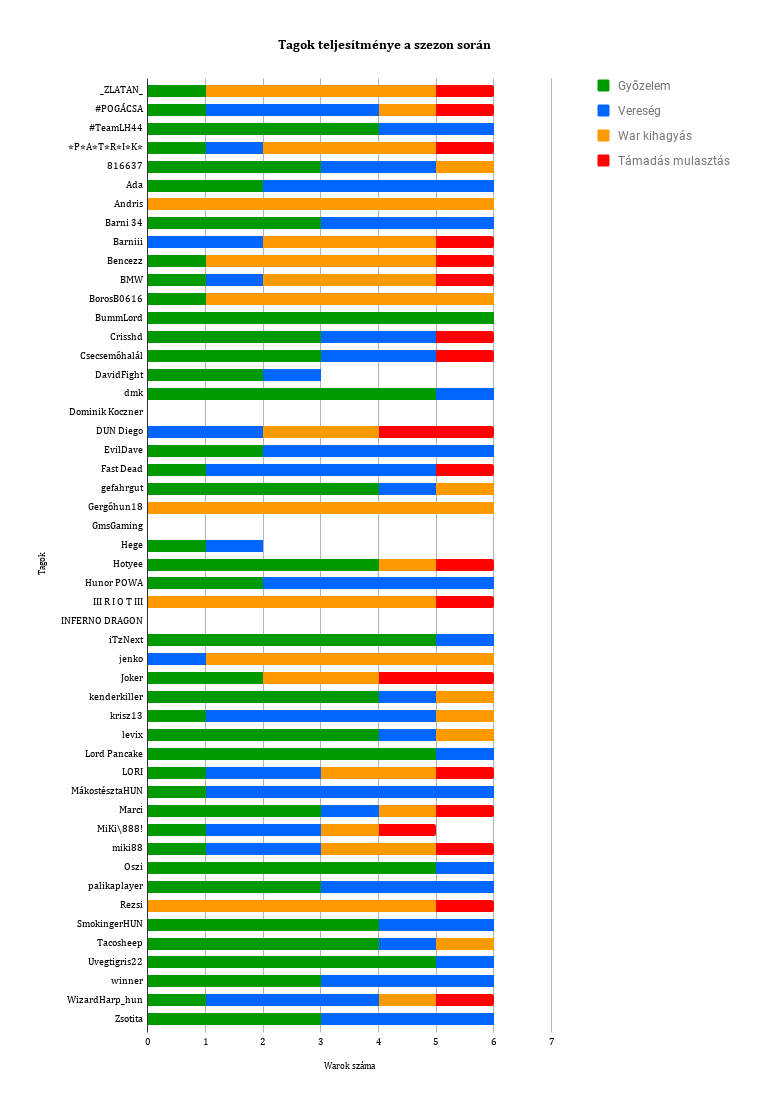 Tagok teljesítménye a szezon során
Győzelem
Vereség
War kihagyás
Támadás mulasztás
Tagok
_ZLATAN_
#POGÁCSA
#TeamLH44
*P*A*T*R*I*K*
816637
Ada
Andris
Barni 34
Barniii
Bencezz
BMW
BorosB0616
BummLord
Crisshd
Csecsemőhalál
DavidFight
dmk
Dominik Koczner
DUN Diego
EvilDave
Fast Dead
gefahrgut
Gergőhun18
GmsGaming
Hege
Hotyee
Hunor POWA
III R I O T III
INFERNO DRAGON
iTzNext
jenko
Joker
kenderkiller
krisz13
levix
Lord Pancake
LORI
MákostésztaHUN
Marci
MiKi\888!
miki88
Oszi
palikaplayer
Rezsi
SmokingerHUN
Tacosheep
Uvegtigris22
winner
WizardHarp_hun
Zsotita
0 1 2 3 4 5 6 7
Warok száma